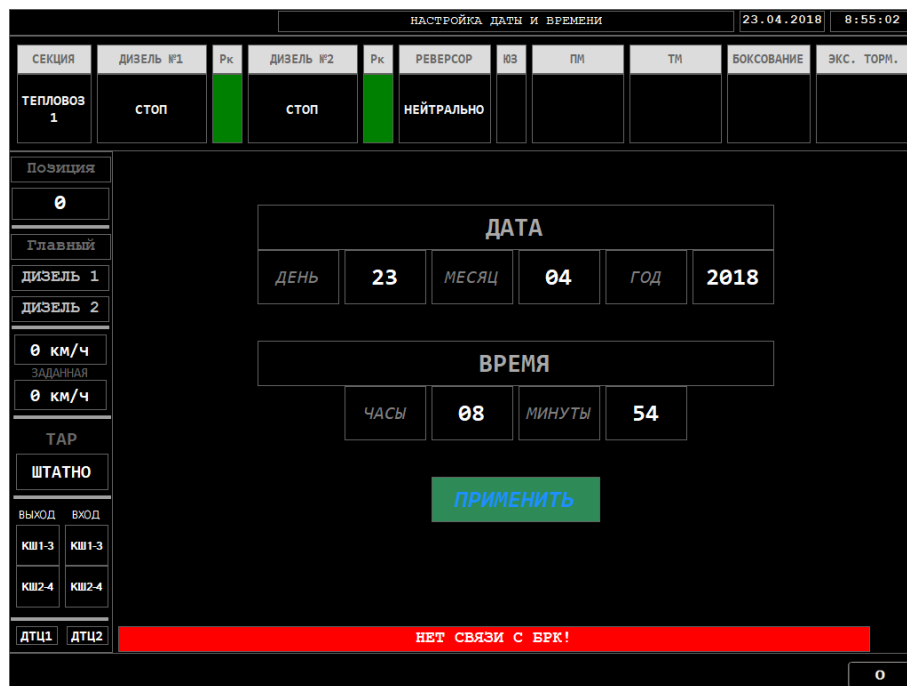 НАСТРОЙКА ДАТЫ И ВРЕМЕНИ 23.04.2018 8:55:02
СЕКЦИЯ ДИЗЕЛЬ №1 Рк ДИЗЕЛЬ №2 Рк РЕВЕРСОР ЮЗ ПМ ТМ БОКСОВАНИЕ ЭКС. ТОРМ.
ТЕПЛОВОЗ
1
СТОП СТОП НЕЙТРАЛЬНО
Позиция
0
Главный
ДИЗЕЛЬ 1
ДИЗЕЛЬ 2
0 км/ч
ЗАДАННАЯ
0 км/ч
ТАР
ШТАТНО
ВЫХОД ВХОД
КШ1-3 КШ1-3
КШ2-4 КШ2-4
ДТЦ1 ДТЦ2
ДАТА
ДЕНЬ 23 МЕСЯЦ 04 ГОД 2018
ВРЕМЯ
ЧАСЫ 08 МИНУТЫ 54
ПРИМЕНИТЬ
НЕТ СВЯЗИ С БРК!
О